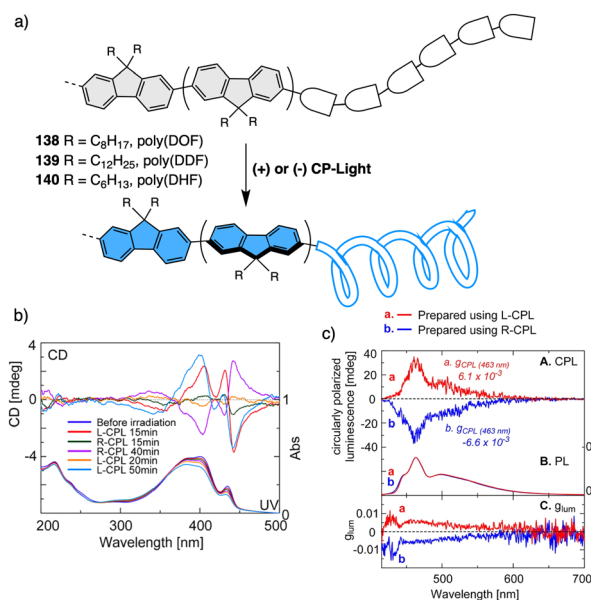 a)
R R
R R
138 R = C₈H₁₇, poly(DOF)
139 R = C₁₂H₂₅, poly(DDF)
140 R = C₆H₁₃, poly(DHF)
(+) or (-) CP-Light
R R
R R
a. Prepared using L-CPL
b. Prepared using R-CPL
b)
CD
4
0
-4
CD [mdeg]
1
0
Abs
Before irradiation
L-CPL 15min
R-CPL 15min
R-CPL 40min
L-CPL 20min
L-CPL 50min
UV
200 300 400 500
Wavelength [nm]
c)
circularly polarized
luminescence [mdeg]
40
20
0
-20
-40
a
b
a. gCPL (463 nm)
6.1 x 10⁻³
A. CPL
b. gCPL (463 nm)
-6.6 x 10⁻³
B. PL
a
b
0
0
C. glum
glum
0.01
0
-0.01
a
b
500 600 700
Wavelength [nm]